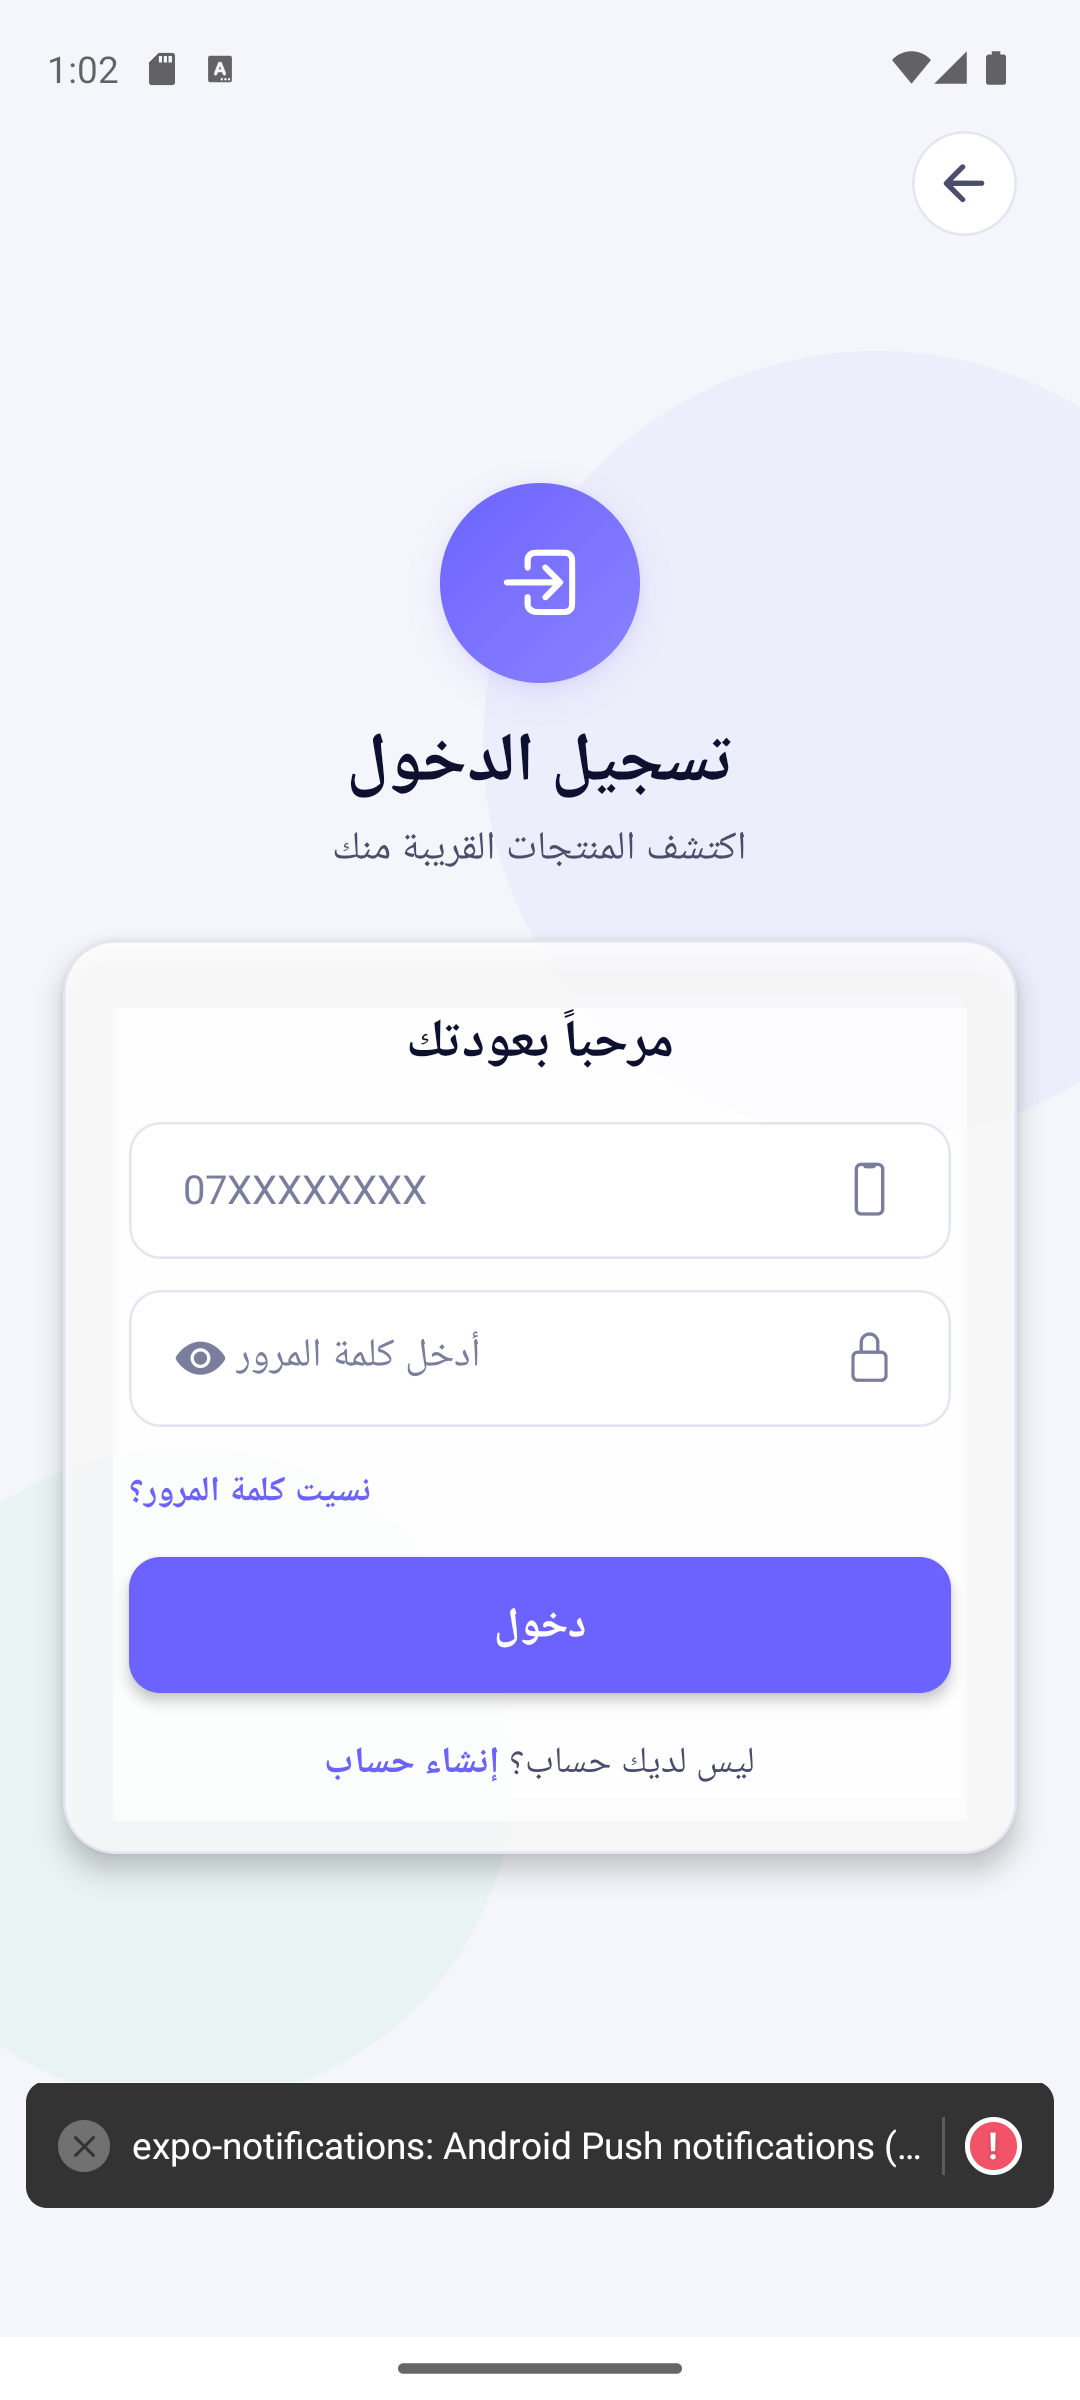 1:02
A
تسجيل الدخول
اكتشف المنتجات القريبة منك
مرحباً بعودتك
07XXXXXXXX
أدخل كلمة المرور
نسيت كلمة المرور؟
دخول
ليس لديك حساب؟ إنشاء حساب
expo-notifications: Android Push notifications (…